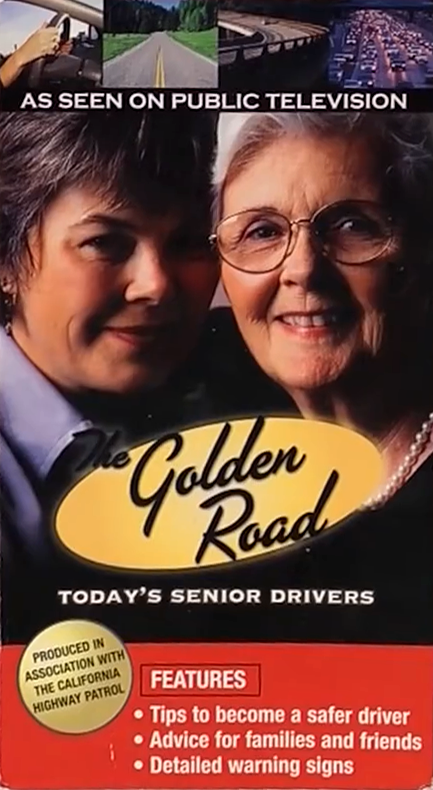 AS SEEN ON PUBLIC TELEVISION
The
Golden
Road
TODAY'S SENIOR DRIVERS
PRODUCED IN
ASSOCIATION WITH
THE CALIFORNIA
HIGHWAY PATROL
FEATURES
• Tips to become a safer driver
• Advice for families and friends
• Detailed warning signs